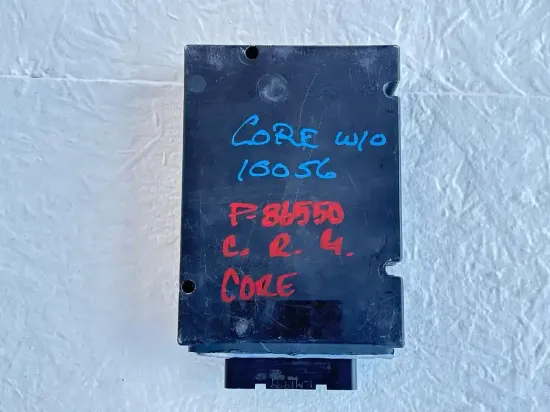 CORE W/O
10056
P-86550
C. R. 4.
CORE